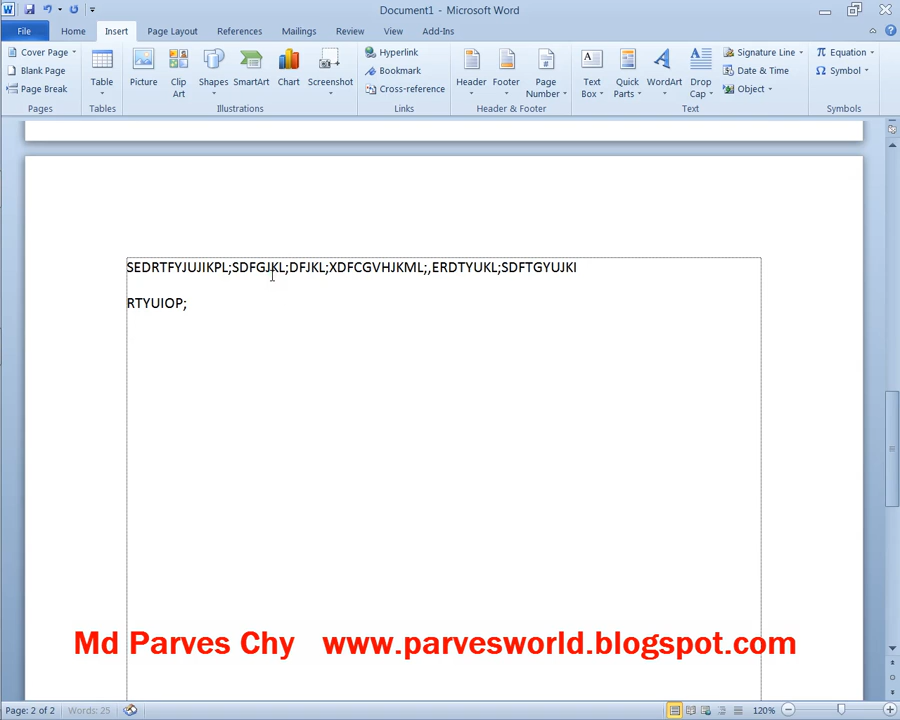 Document1 - Microsoft Word
File Home Insert Page Layout References Mailings Review View Add-Ins
Cover Page
Blank Page
Page Break
Pages
Table
Tables
Picture
Clip Art
Shapes
SmartArt
Chart
Screenshot
Illustrations
Hyperlink
Bookmark
Cross-reference
Links
Header
Footer
Page Number
Header & Footer
Text Box
Quick Parts
WordArt
Drop Cap
Signature Line
Date & Time
Object
Text
Equation
Symbol
Symbols
SEDRTFYJUJIKPL;SDFGJKL;DFJKL;XDFCGVHJKML;,ERDTYUKL;SDFTGYUJKI
RTYUIOP;
Md Parves Chy www.parvesworld.blogspot.com
Page: 2 of 2 Words: 25 120%